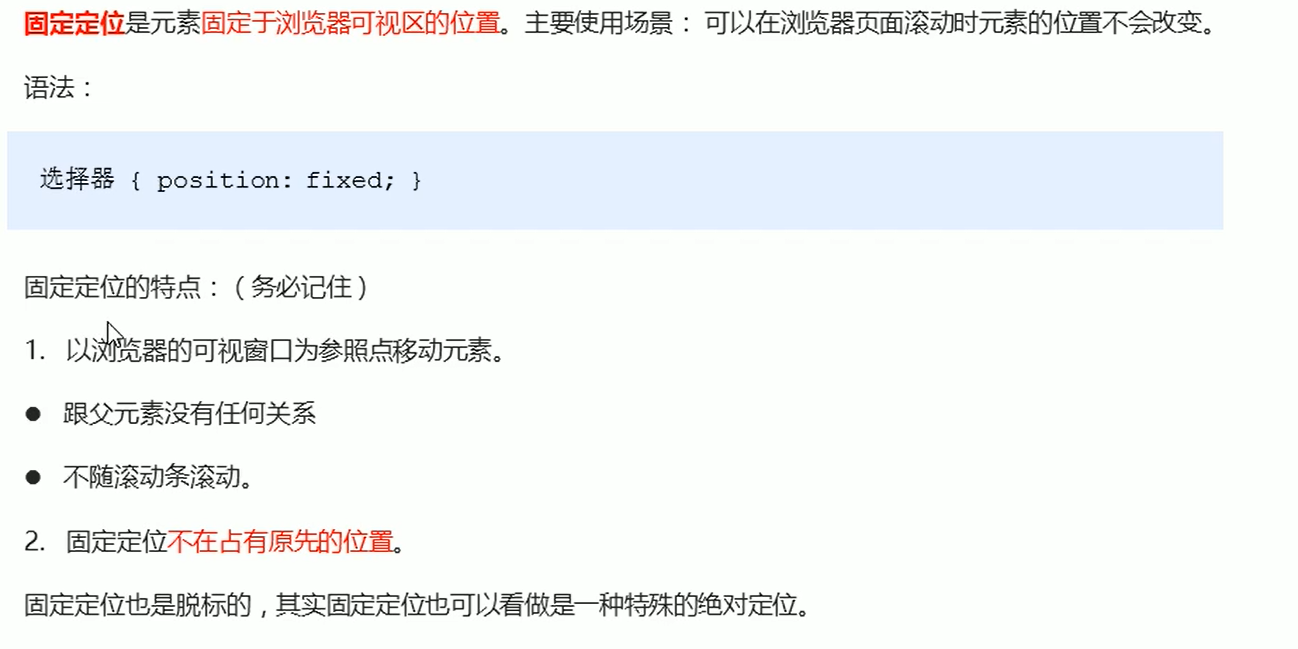 固定定位是元素固定于浏览器可视区的位置。主要使用场景： 可以在浏览器页面滚动时元素的位置不会改变。
语法：
选择器 { position: fixed; }
固定定位的特点：（务必记住）
1. 以浏览器的可视窗口为参照点移动元素。
● 跟父元素没有任何关系
● 不随滚动条滚动。
2. 固定定位不在占有原先的位置。
固定定位也是脱标的，其实固定定位也可以看做是一种特殊的绝对定位。